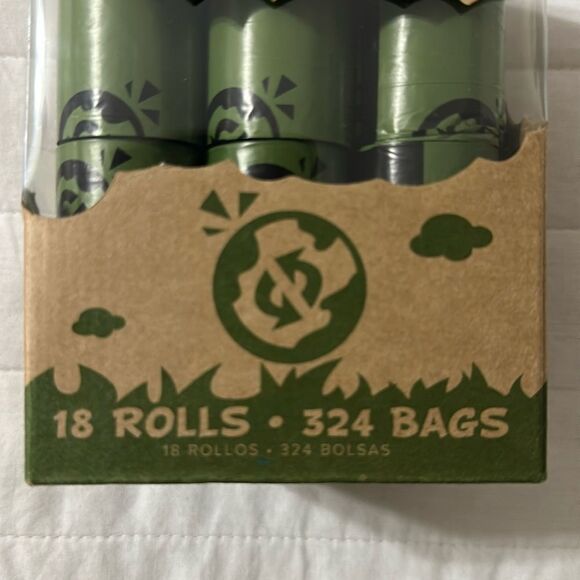 18 ROLLS • 324 BAGS
18 ROLLOS • 324 BOLSAS